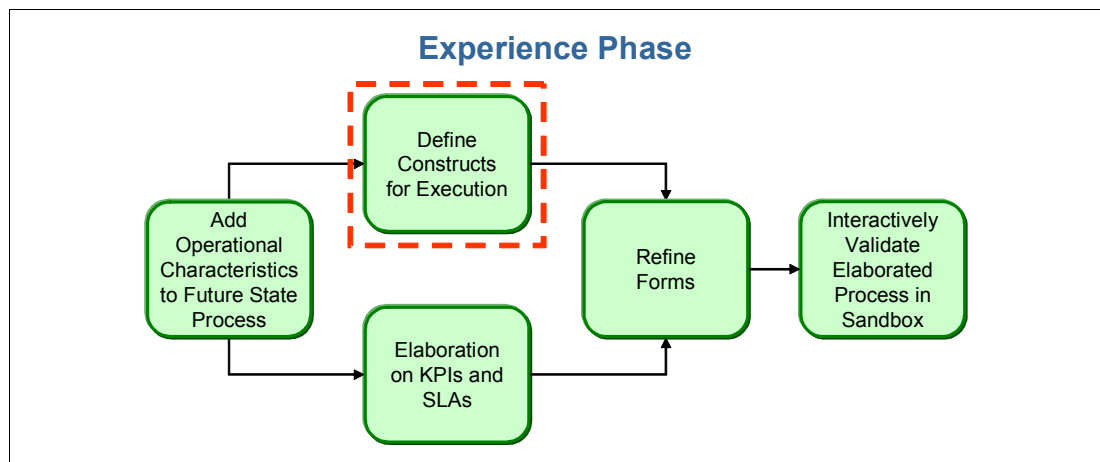 Experience Phase
Define
Constructs
for Execution
Add
Operational
Characteristics
to Future State
Process
Refine
Forms
Interactively
Validate
Elaborated
Process in
Sandbox
Elaboration
on KPIs and
SLAs